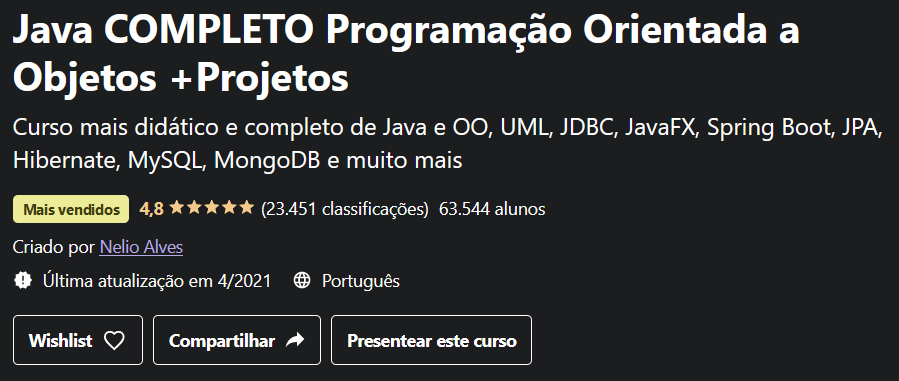 Java COMPLETO Programação Orientada a
Objetos +Projetos
Curso mais didático e completo de Java e OO, UML, JDBC, JavaFX, Spring Boot, JPA,
Hibernate, MySQL, MongoDB e muito mais
Mais vendidos 4,8 (23.451 classificações) 63.544 alunos
Criado por Nelio Alves
Última atualização em 4/2021 Português
Wishlist Compartilhar Presentear este curso